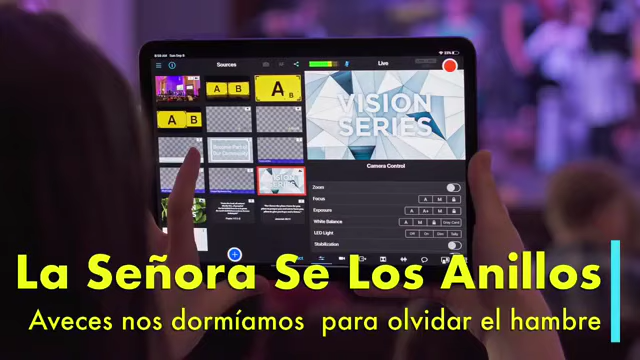 Sources
Live
A B
A
B
A B
VISION
SERIES
Camera Control
Zoom
Focus
A M
Exposure
A A+ M
White Balance
A M
LED Light
Stabilization
La Señora Se Los Anillos
Aveces nos dormíamos para olvidar el hambre